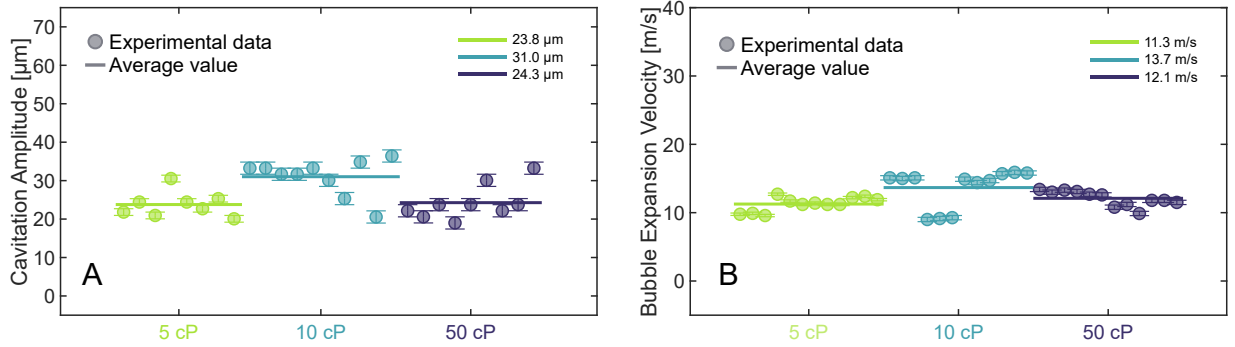 Cavitation Amplitude [µm]
70
60
50
40
30
20
10
0
Experimental data
Average value
23.8 µm
31.0 µm
24.3 µm
A
5 cP
10 cP
50 cP
Bubble Expansion Velocity [m/s]
40
30
20
10
0
Experimental data
Average value
11.3 m/s
13.7 m/s
12.1 m/s
B
5 cP
10 cP
50 cP